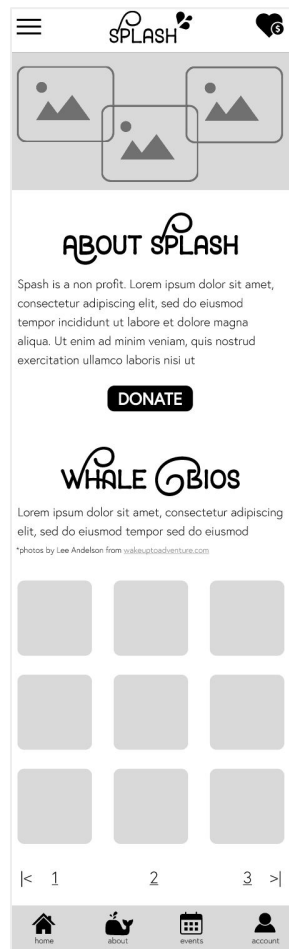 SPLASH
$
ABOUT SPLASH
Spash is a non profit. Lorem ipsum dolor sit amet,
consectetur adipiscing elit, sed do eiusmod
tempor incididunt ut labore et dolore magna
aliqua. Ut enim ad minim veniam, quis nostrud
exercitation ullamco laboris nisi ut
DONATE
WHALE BIOS
Lorem ipsum dolor sit amet, consectetur adipiscing
elit, sed do eiusmod tempor sed do eiusmod
*photos by Lee Andelson from wakeuptoadventure.com
|< 1 2 3 >|
home about events account